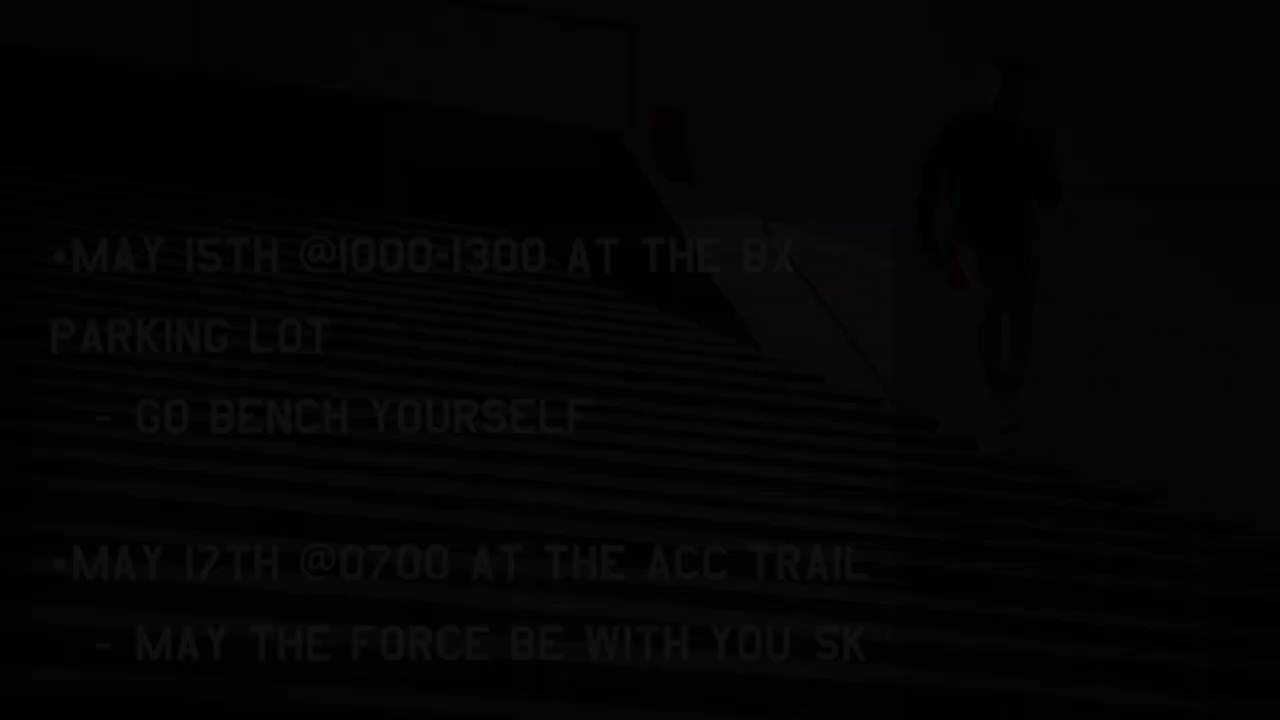 •MAY 15TH @1000-1300 AT THE BX
PARKING LOT
- GO BENCH YOURSELF
•MAY 17TH @0700 AT THE ACC TRAIL
- MAY THE FORCE BE WITH YOU 5K